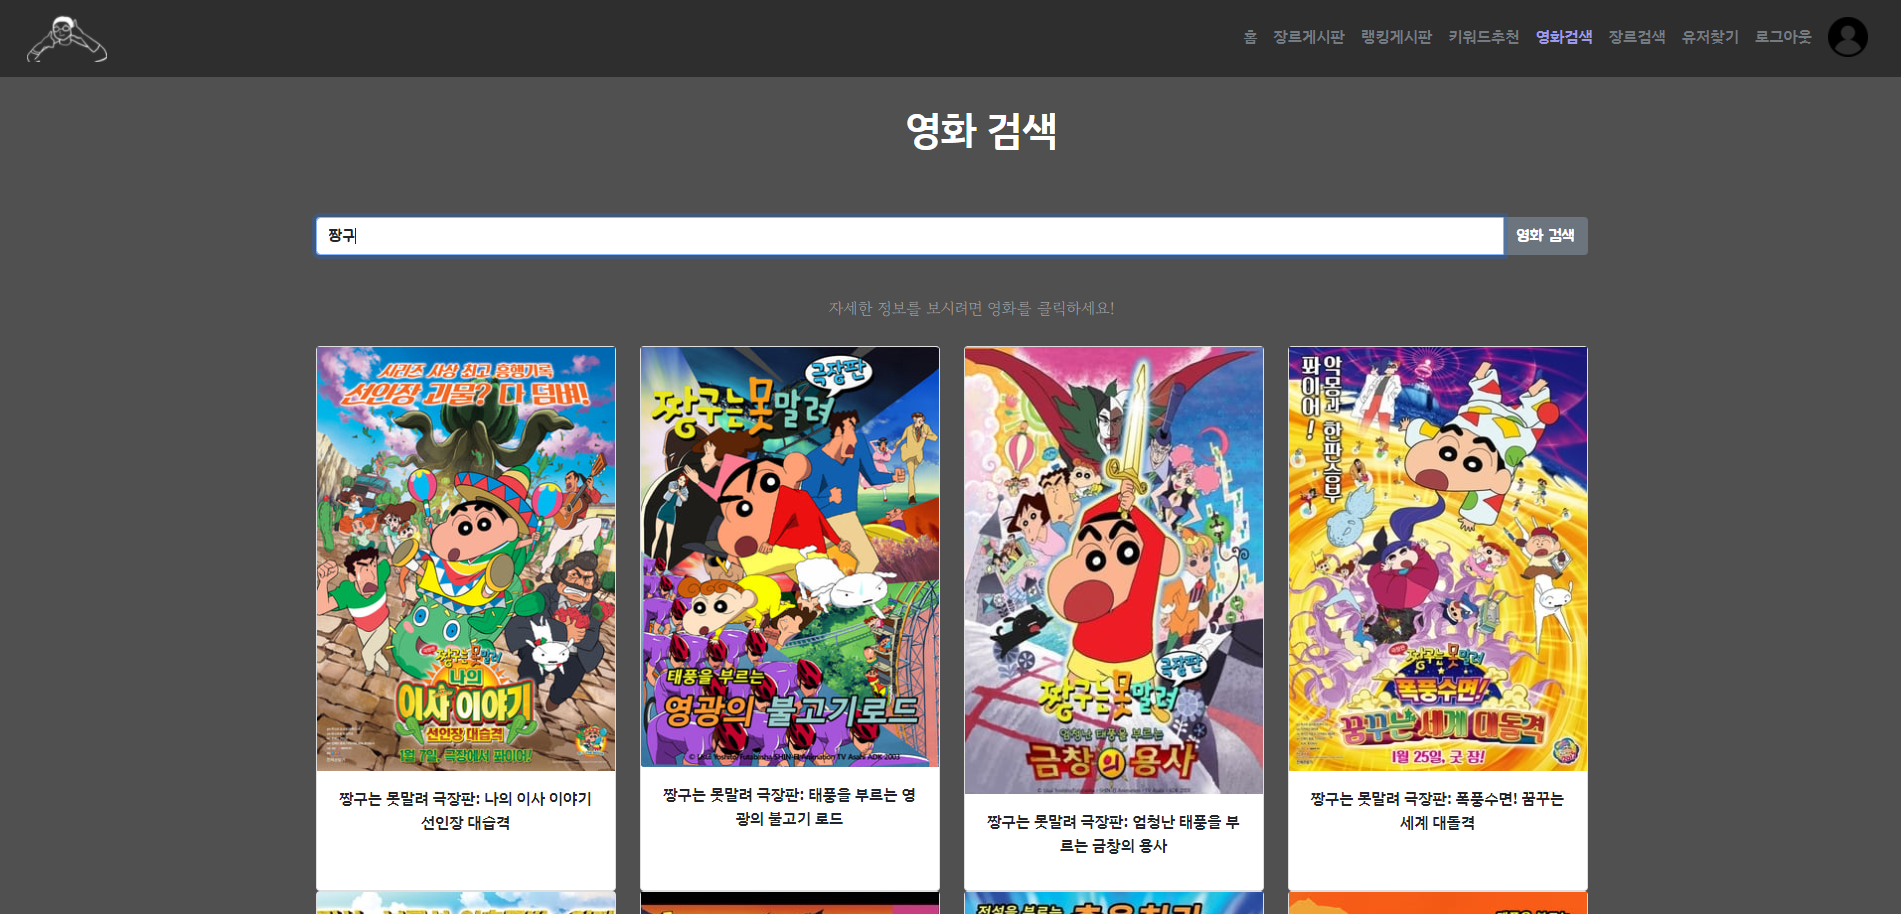 홈 장르게시판 랭킹게시판 키워드추천 영화검색 장르검색 유저찾기 로그아웃
영화 검색
짱구
영화 검색
자세한 정보를 보시려면 영화를 클릭하세요!
시리즈 사상 최고 흥행기록
선인장 괴물? 다 덤벼!
짱구는 못말려
나의
이사 이야기
선인장 대습격
1월 7일, 극장에서 파이어!
짱구는 못말려 극장판: 나의 이사 이야기
선인장 대습격
극장판
짱구는 못말려
태풍을 부르는
영광의 불고기로드
짱구는 못말려 극장판: 태풍을 부르는 영
광의 불고기 로드
극장판
짱구는 못말려
엄청난 태풍을 부르는
금창의 용사
짱구는 못말려 극장판: 엄청난 태풍을 부
르는 금창의 용사
악몽과 한판승부
파이어!
짱구는 못말려
폭풍수면!
꿈꾸는 세계 대돌격
1월 25일, 굿 잠!
짱구는 못말려 극장판: 폭풍수면! 꿈꾸는
세계 대돌격